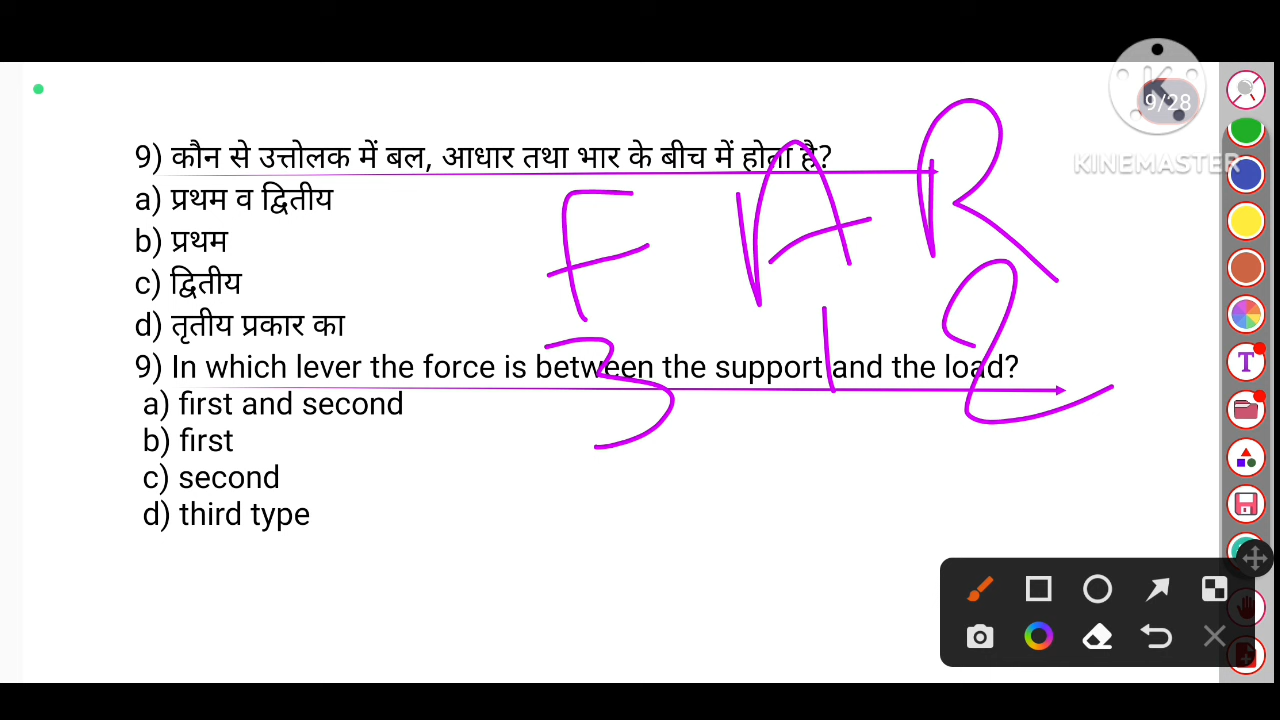 9/28
KINEMASTER
9) कौन से उत्तोलक में बल, आधार तथा भार के बीच में होता है?
a) प्रथम व द्वितीय
b) प्रथम
c) द्वितीय
d) तृतीय प्रकार का
F A R
3 1 2
9) In which lever the force is between the support and the load?
a) first and second
b) first
c) second
d) third type
T